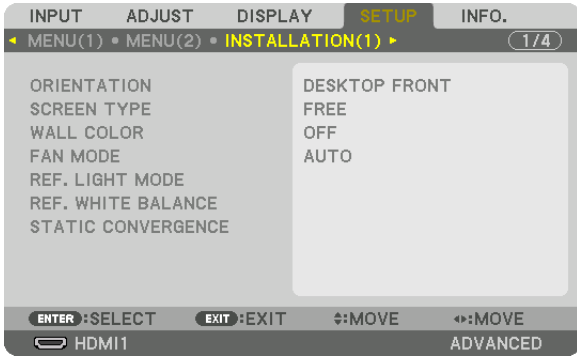 INPUT ADJUST DISPLAY SETUP INFO.
MENU(1) • MENU(2) • INSTALLATION(1) 1/4
ORIENTATION DESKTOP FRONT
SCREEN TYPE FREE
WALL COLOR OFF
FAN MODE AUTO
REF. LIGHT MODE
REF. WHITE BALANCE
STATIC CONVERGENCE
ENTER :SELECT EXIT :EXIT :MOVE :MOVE
HDMI1 ADVANCED